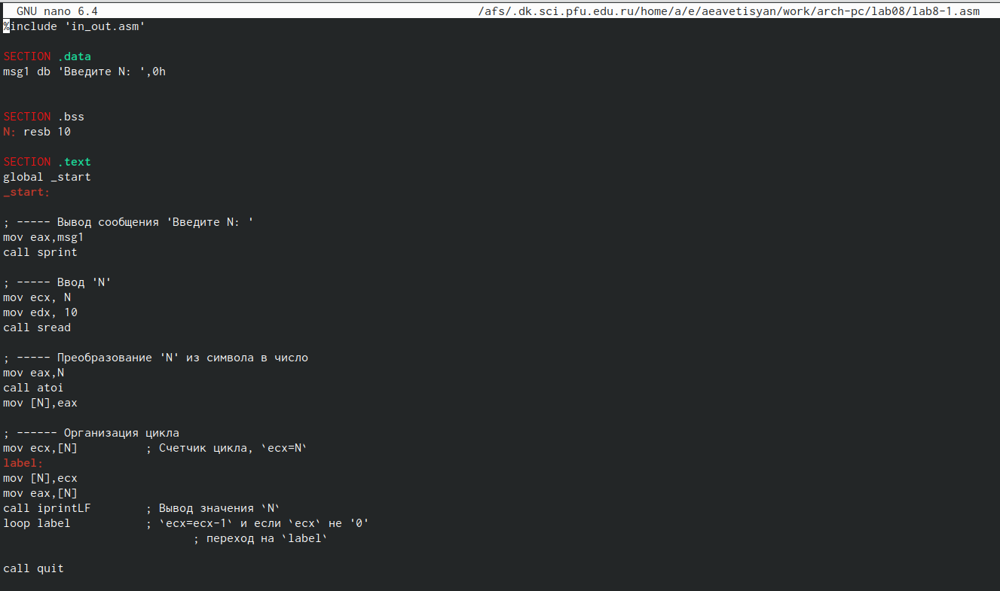 GNU nano 6.4 /afs/.dk.sci.pfu.edu.ru/home/a/e/aeavetisyan/work/arch-pc/lab08/lab8-1.asm
%include 'in_out.asm'
SECTION .data
msg1 db 'Введите N: ',0h
SECTION .bss
N: resb 10
SECTION .text
global _start
_start:
; ----- Вывод сообщения 'Введите N: '
mov eax,msg1
call sprint
; ----- Ввод 'N'
mov ecx, N
mov edx, 10
call sread
; ----- Преобразование 'N' из символа в число
mov eax,N
call atoi
mov [N],eax
; ------ Организация цикла
mov ecx,[N] ; Счетчик цикла, `ecx=N`
label:
mov [N],ecx
mov eax,[N]
call iprintLF ; Вывод значения `N`
loop label ; `ecx=ecx-1` и если `ecx` не '0'
; переход на `label`
call quit